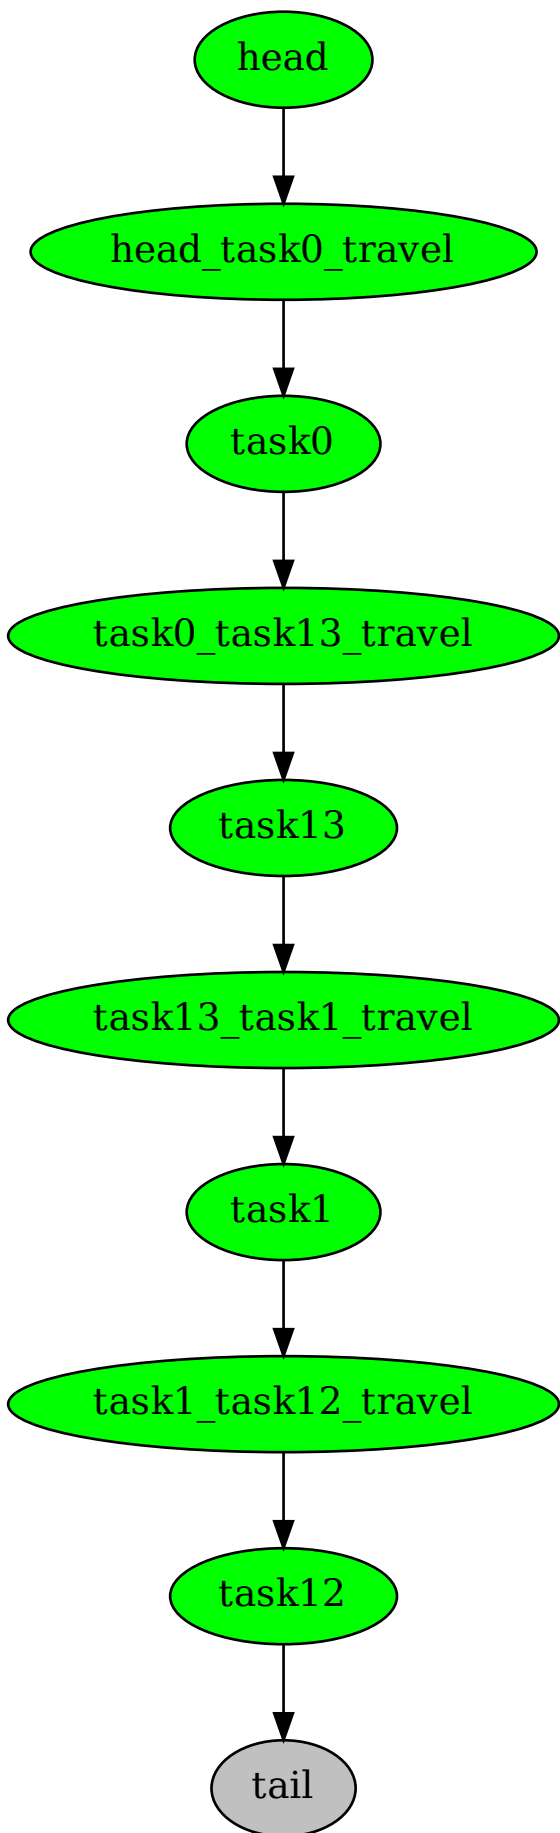 head
head_task0_travel
task0
task0_task13_travel
task13
task13_task1_travel
task1
task1_task12_travel
task12
tail